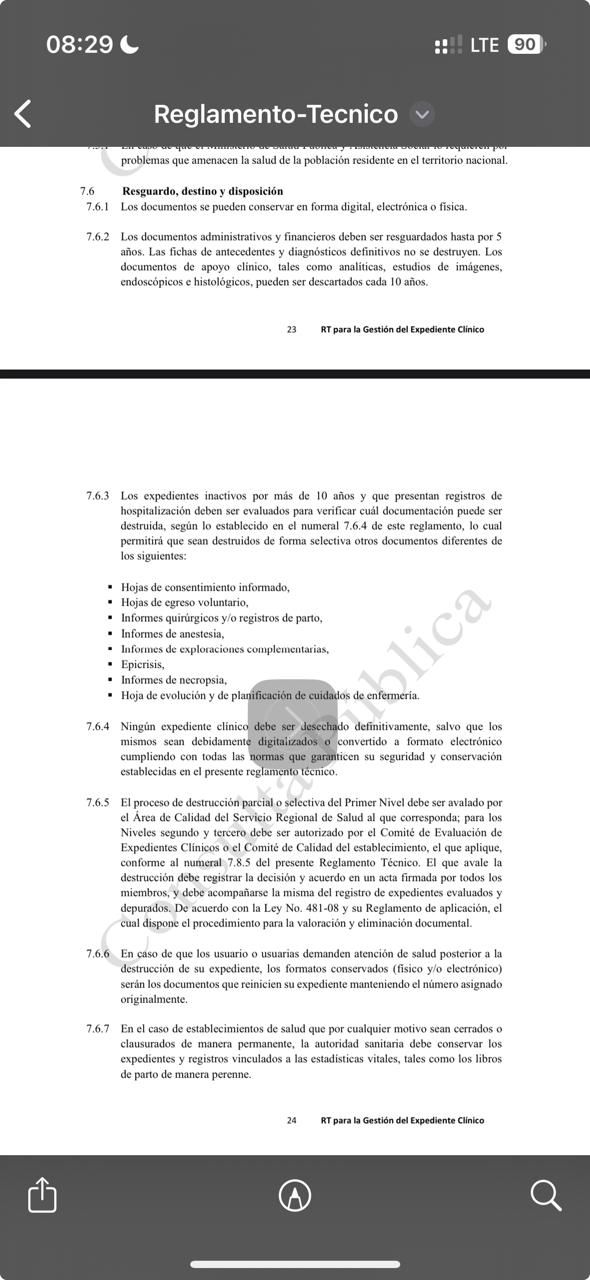 08:29
LTE 90
Reglamento-Tecnico
7.5.1 En caso de que el Ministerio de Salud Pública y Asistencia Social lo requieren por
problemas que amenacen la salud de la población residente en el territorio nacional.
7.6 Resguardo, destino y disposición
7.6.1 Los documentos se pueden conservar en forma digital, electrónica o física.
7.6.2 Los documentos administrativos y financieros deben ser resguardados hasta por 5
años. Las fichas de antecedentes y diagnósticos definitivos no se destruyen. Los
documentos de apoyo clínico, tales como analíticas, estudios de imágenes,
endoscópicos e histológicos, pueden ser descartados cada 10 años.
23 RT para la Gestión del Expediente Clínico
7.6.3 Los expedientes inactivos por más de 10 años y que presentan registros de
hospitalización deben ser evaluados para verificar cuál documentación puede ser
destruida, según lo establecido en el numeral 7.6.4 de este reglamento, lo cual
permitirá que sean destruidos de forma selectiva otros documentos diferentes de
los siguientes:
▪ Hojas de consentimiento informado,
▪ Hojas de egreso voluntario,
▪ Informes quirúrgicos y/o registros de parto,
▪ Informes de anestesia,
▪ Informes de exploraciones complementarias,
▪ Epicrisis,
▪ Informes de necropsia,
▪ Hoja de evolución y de planificación de cuidados de enfermería.
7.6.4 Ningún expediente clínico debe ser desechado definitivamente, salvo que los
mismos sean debidamente digitalizados o convertido a formato electrónico
cumpliendo con todas las normas que garanticen su seguridad y conservación
establecidas en el presente reglamento técnico.
7.6.5 El proceso de destrucción parcial o selectiva del Primer Nivel debe ser avalado por
el Área de Calidad del Servicio Regional de Salud al que corresponda; para los
Niveles segundo y tercero debe ser autorizado por el Comité de Evaluación de
Expedientes Clínicos o el Comité de Calidad del establecimiento, el que aplique,
conforme al numeral 7.8.5 del presente Reglamento Técnico. El que avale la
destrucción debe registrar la decisión y acuerdo en un acta firmada por todos los
miembros, y debe acompañarse la misma del registro de expedientes evaluados y
depurados. De acuerdo con la Ley No. 481-08 y su Reglamento de aplicación, el
cual dispone el procedimiento para la valoración y eliminación documental.
7.6.6 En caso de que los usuario o usuarias demanden atención de salud posterior a la
destrucción de su expediente, los formatos conservados (físico y/o electrónico)
serán los documentos que reinicien su expediente manteniendo el número asignado
originalmente.
7.6.7 En el caso de establecimientos de salud que por cualquier motivo sean cerrados o
clausurados de manera permanente, la autoridad sanitaria debe conservar los
expedientes y registros vinculados a las estadísticas vitales, tales como los libros
de parto de manera perenne.
Consulta Pública
24 RT para la Gestión del Expediente Clínico